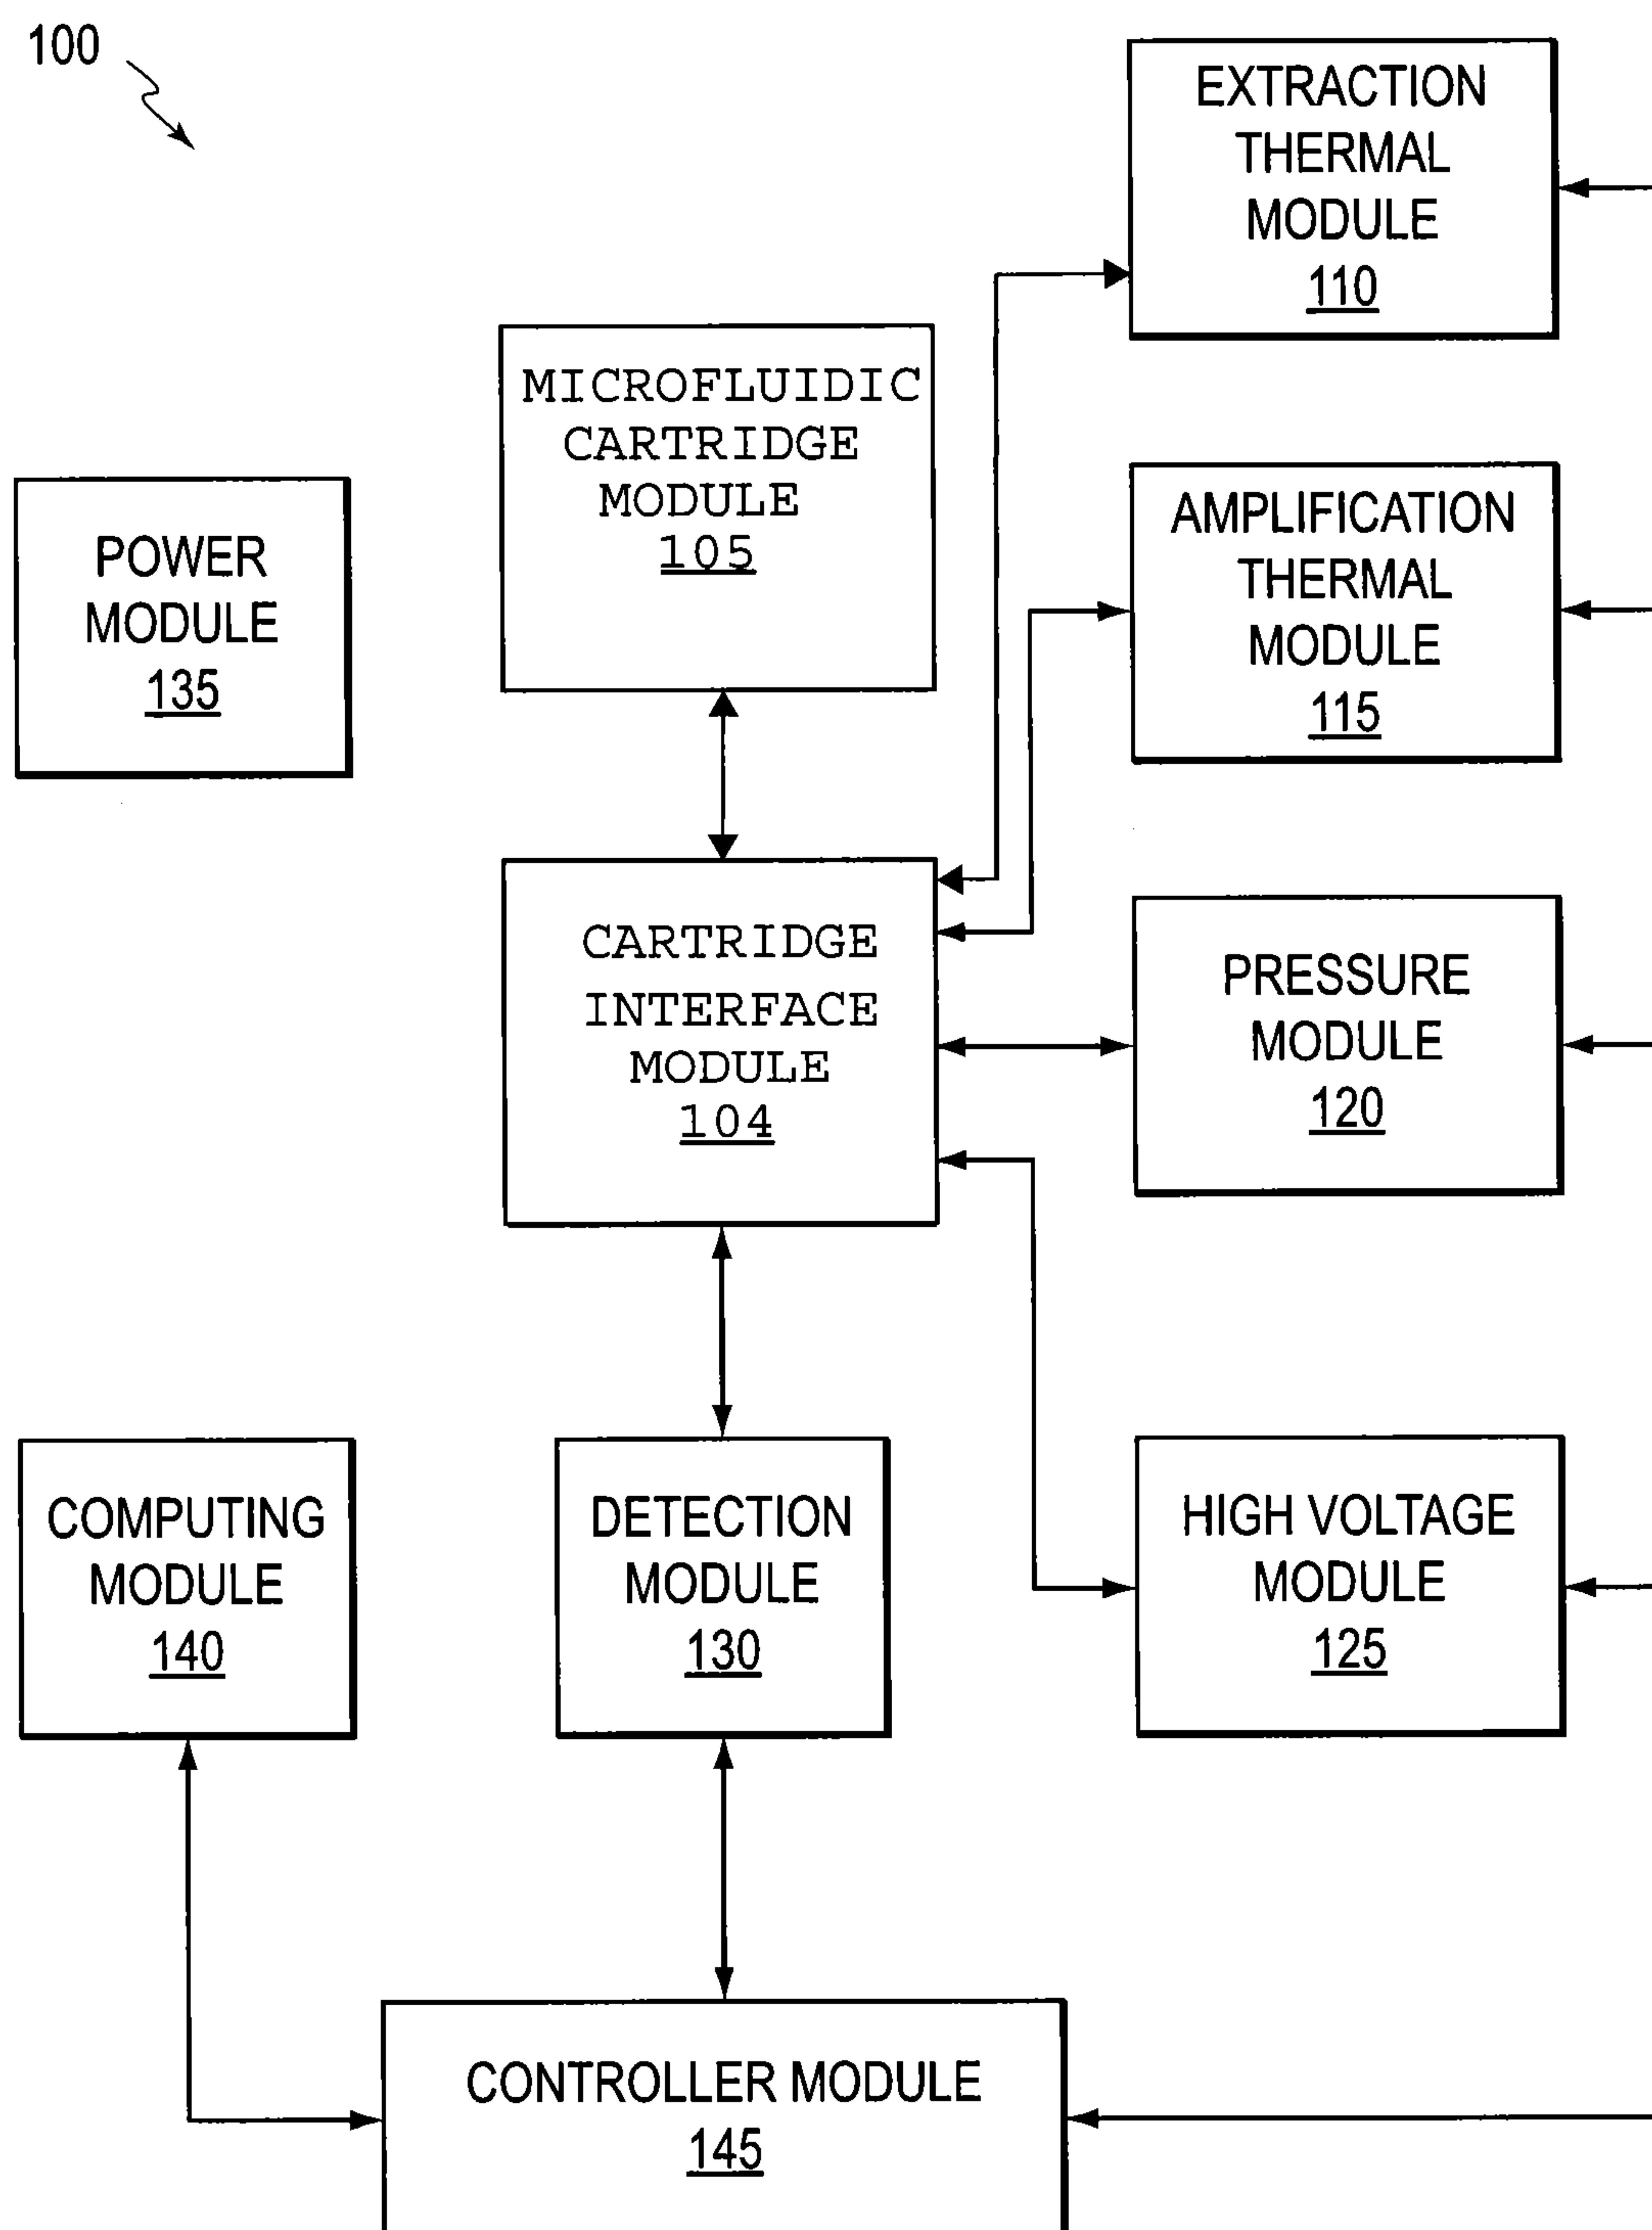 100
EXTRACTION
THERMAL
MODULE
110
MICROFLUIDIC
CARTRIDGE
MODULE
105
POWER
MODULE
135
AMPLIFICATION
THERMAL
MODULE
115
CARTRIDGE
INTERFACE
MODULE
104
PRESSURE
MODULE
120
COMPUTING
MODULE
140
DETECTION
MODULE
130
HIGH VOLTAGE
MODULE
125
CONTROLLER MODULE
145